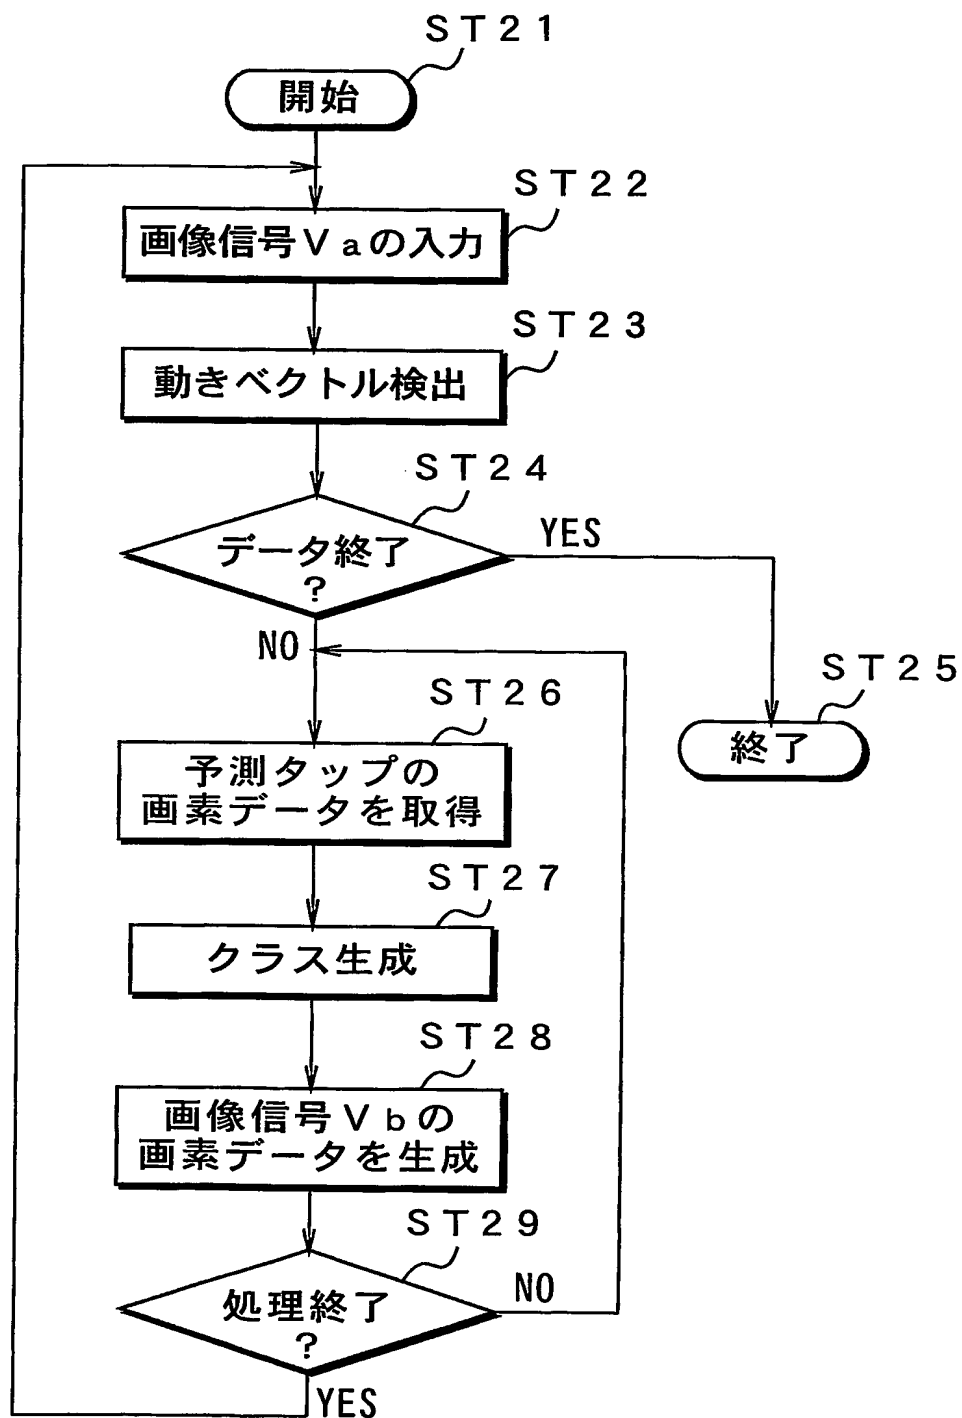 ＳＴ２１
開始
ＳＴ２２
画像信号Ｖａの入力
ＳＴ２３
動きベクトル検出
ＳＴ２４
データ終了
？
YES
NO
ＳＴ２５
終了
ＳＴ２６
予測タップの
画素データを取得
ＳＴ２７
クラス生成
ＳＴ２８
画像信号Ｖｂの
画素データを生成
ＳＴ２９
処理終了
？
NO
YES